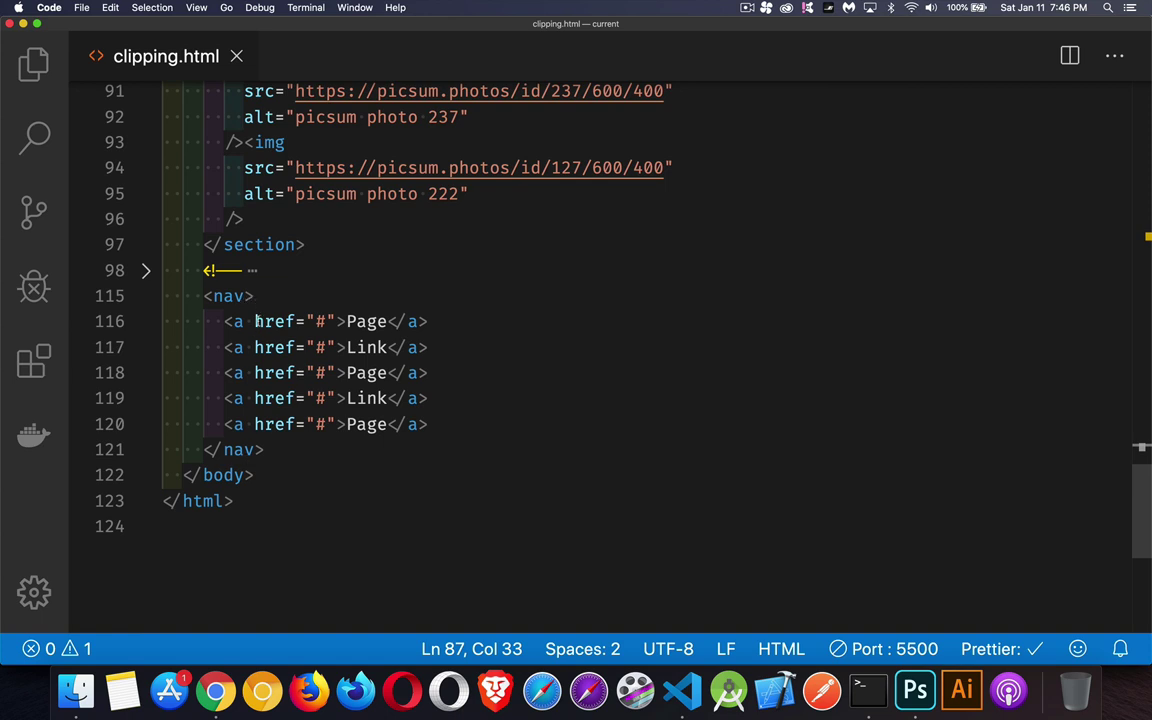 Code File Edit Selection View Go Debug Terminal Window Help 100% Sat Jan 11 7:46 PM
clipping.html — current
clipping.html
91 src="https://picsum.photos/id/237/600/400"
92 alt="picsum photo 237"
93 /><img
94 src="https://picsum.photos/id/127/600/400"
95 alt="picsum photo 222"
96 />
97 </section>
98 <!-- …
115 <nav>
116 <a href="#">Page</a>
117 <a href="#">Link</a>
118 <a href="#">Page</a>
119 <a href="#">Link</a>
120 <a href="#">Page</a>
121 </nav>
122 </body>
123 </html>
124
0 1 Ln 87, Col 33 Spaces: 2 UTF-8 LF HTML Port : 5500 Prettier: ✓
1 >_ Ps Ai